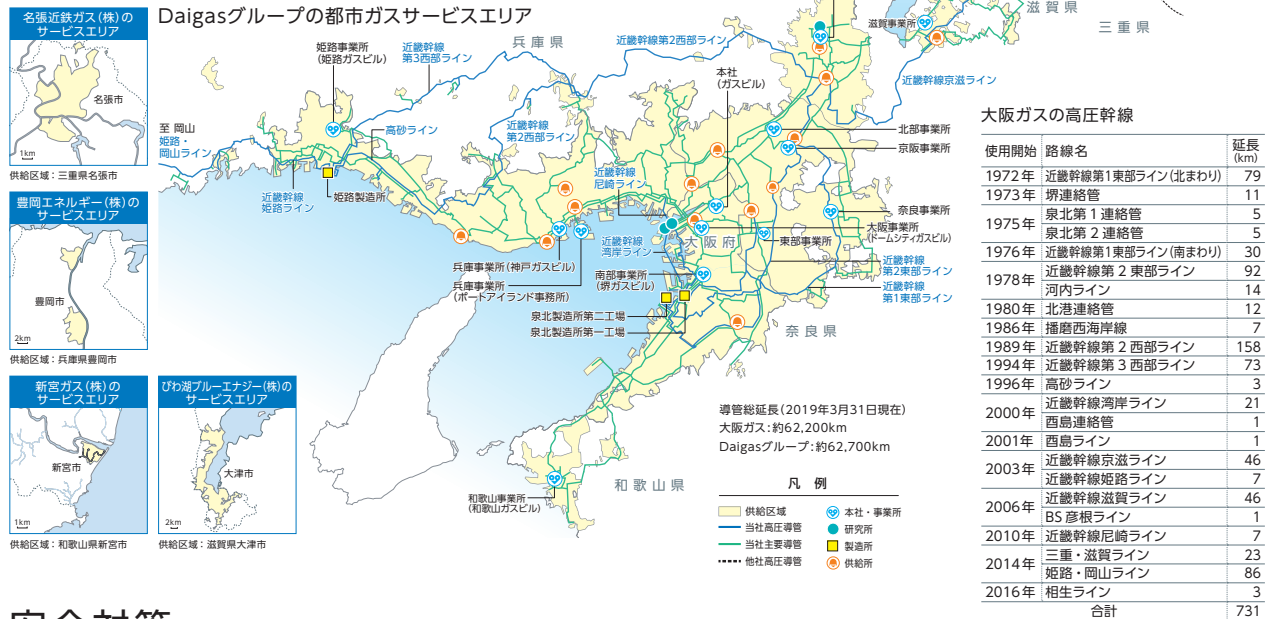 名張近鉄ガス(株)の
サービスエリア
名張市
1km
供給区域：三重県名張市
豊岡エネルギー(株)の
サービスエリア
豊岡市
2km
供給区域：兵庫県豊岡市
新宮ガス(株)の
サービスエリア
新宮市
1km
供給区域：和歌山県新宮市
びわ湖ブルーエナジー(株)の
サービスエリア
大津市
2km
供給区域：滋賀県大津市
Daigasグループの都市ガスサービスエリア
姫路事業所
(姫路ガスビル)
近畿幹線
第3西部ライン
兵庫県
近畿幹線第2西部ライン
滋賀事業所
滋賀県
三重県
本社
(ガスビル)
近畿幹線京滋ライン
至 岡山
姫路・
岡山ライン
高砂ライン
近畿幹線
第2西部ライン
北部事業所
京阪事業所
近畿幹線
尼崎ライン
近畿幹線
姫路ライン
姫路製造所
奈良事業所
大阪事業所
(ドームシティガスビル)
東部事業所
大阪府
近畿幹線
湾岸ライン
兵庫事業所(神戸ガスビル)
兵庫事業所
(ポートアイランド事務所)
南部事業所
(堺ガスビル)
近畿幹線
第2東部ライン
近畿幹線
第1東部ライン
泉北製造所第二工場
泉北製造所第一工場
奈良県
和歌山事業所
(和歌山ガスビル)
和歌山県
導管総延長(2019年3月31日現在)
大阪ガス：約62,200km
Daigasグループ：約62,700km
凡 例
供給区域
当社高圧導管
当社主要導管
他社高圧導管
本社・事業所
研究所
製造所
供給所
大阪ガスの高圧幹線
使用開始 路線名 延長(km)
1972年 近畿幹線第1東部ライン(北まわり) 79
1973年 堺連絡管 11
1975年 泉北第1連絡管 5
泉北第2連絡管 5
1976年 近畿幹線第1東部ライン(南まわり) 30
1978年 近畿幹線第2東部ライン 92
河内ライン 14
1980年 北港連絡管 12
1986年 播磨西海岸線 7
1989年 近畿幹線第2西部ライン 158
1994年 近畿幹線第3西部ライン 73
1996年 高砂ライン 3
2000年 近畿幹線湾岸ライン 21
酉島連絡管 1
2001年 酉島ライン 1
2003年 近畿幹線京滋ライン 46
近畿幹線姫路ライン 7
2006年 近畿幹線滋賀ライン 46
BS彦根ライン 1
2010年 近畿幹線尼崎ライン 7
2014年 三重・滋賀ライン 23
姫路・岡山ライン 86
2016年 相生ライン 3
合計 731